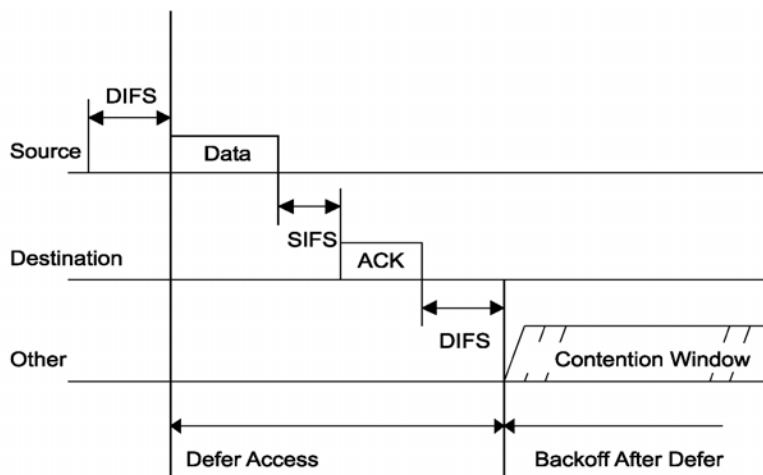 DIFS
Source
Data
SIFS
Destination
ACK
DIFS
Other
Contention Window
Defer Access
Backoff After Defer